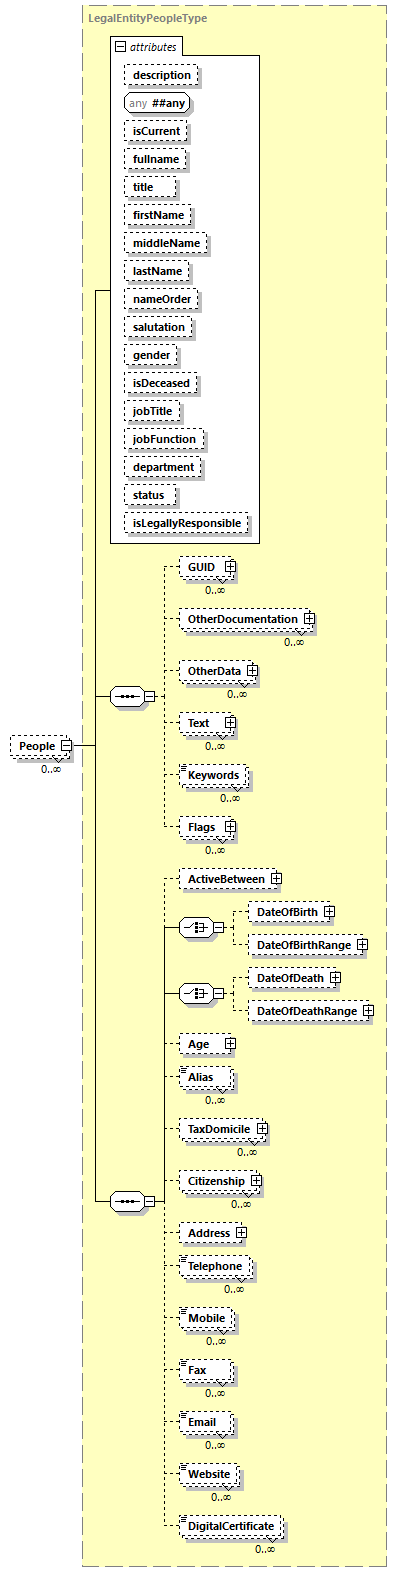 LegalEntityPeopleType
attributes
description
any ##any
isCurrent
fullname
title
firstName
middleName
lastName
nameOrder
salutation
gender
isDeceased
jobTitle
jobFunction
department
status
isLegallyResponsible
GUID
0..∞
OtherDocumentation
0..∞
OtherData
0..∞
Text
0..∞
People
0..∞
Keywords
0..∞
Flags
0..∞
ActiveBetween
DateOfBirth
DateOfBirthRange
DateOfDeath
DateOfDeathRange
Age
Alias
0..∞
TaxDomicile
0..∞
Citizenship
0..∞
Address
Telephone
0..∞
Mobile
0..∞
Fax
0..∞
Email
0..∞
Website
0..∞
DigitalCertificate
0..∞